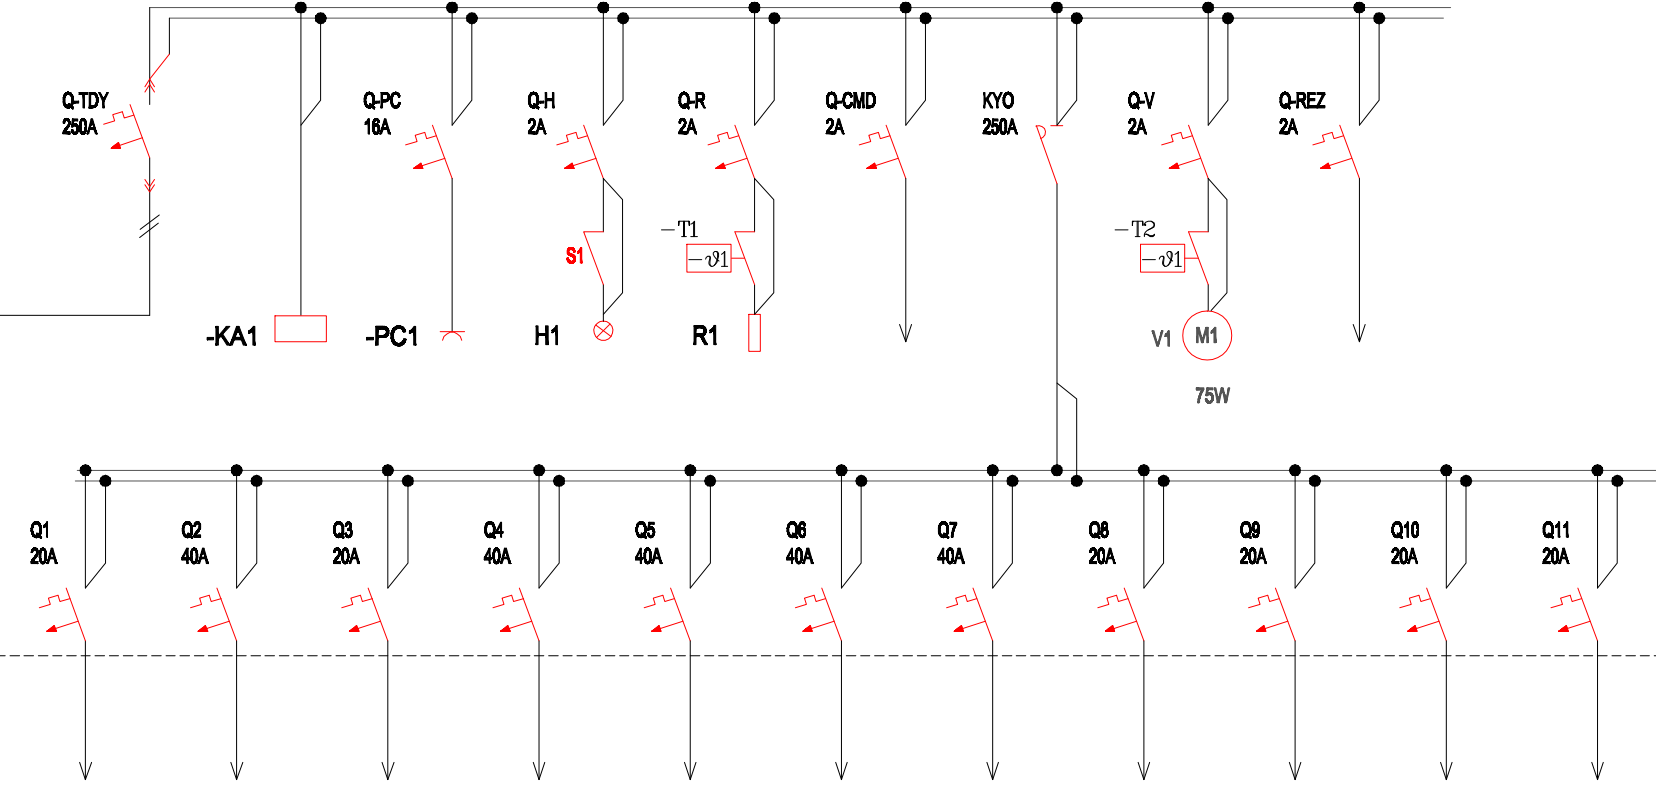 Q-TDY
250A
Q-PC
16A
Q-H
2A
Q-R
2A
Q-CMD
2A
KYO
250A
Q-V
2A
Q-REZ
2A
S1
-T1
-ϑ1
-T2
-ϑ1
-KA1
-PC1
H1
R1
V1
M1
75W
Q1
20A
Q2
40A
Q3
20A
Q4
40A
Q5
40A
Q6
40A
Q7
40A
Q8
20A
Q9
20A
Q10
20A
Q11
20A